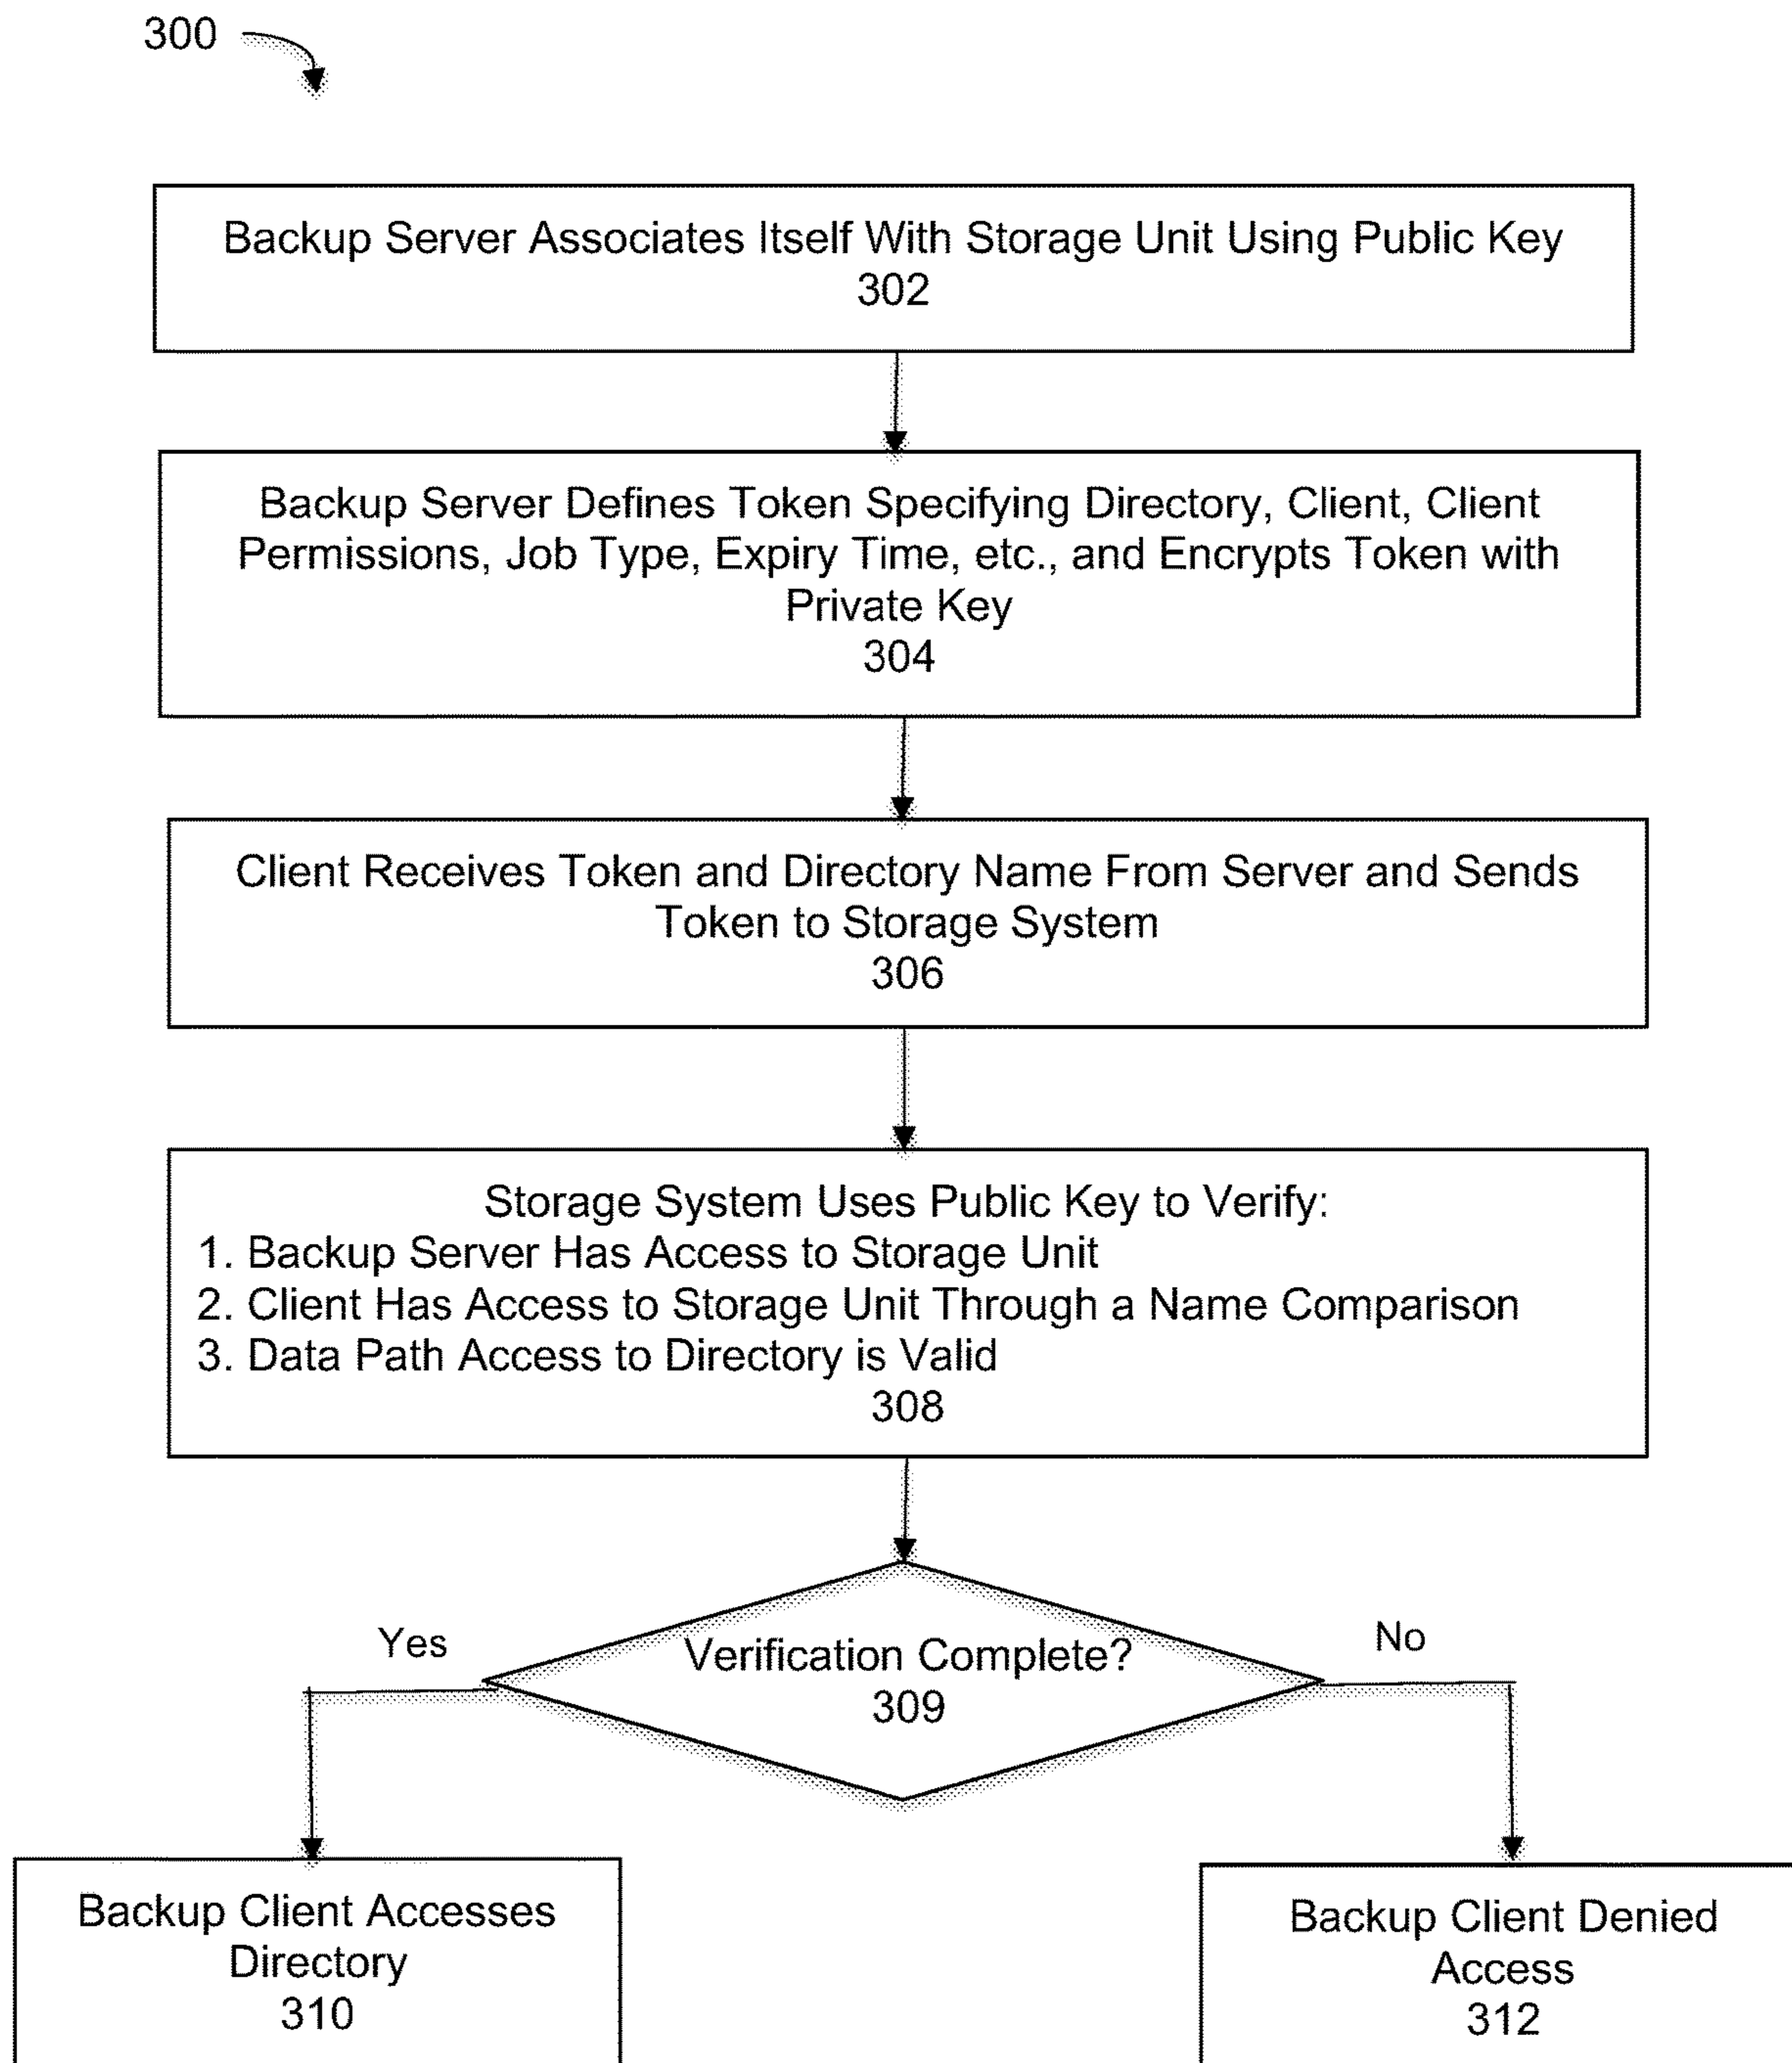 300
Backup Server Associates Itself With Storage Unit Using Public Key
302
Backup Server Defines Token Specifying Directory, Client, Client
Permissions, Job Type, Expiry Time, etc., and Encrypts Token with
Private Key
304
Client Receives Token and Directory Name From Server and Sends
Token to Storage System
306
Storage System Uses Public Key to Verify:
1. Backup Server Has Access to Storage Unit
2. Client Has Access to Storage Unit Through a Name Comparison
3. Data Path Access to Directory is Valid
308
Yes
No
Verification Complete?
309
Backup Client Accesses
Directory
310
Backup Client Denied
Access
312